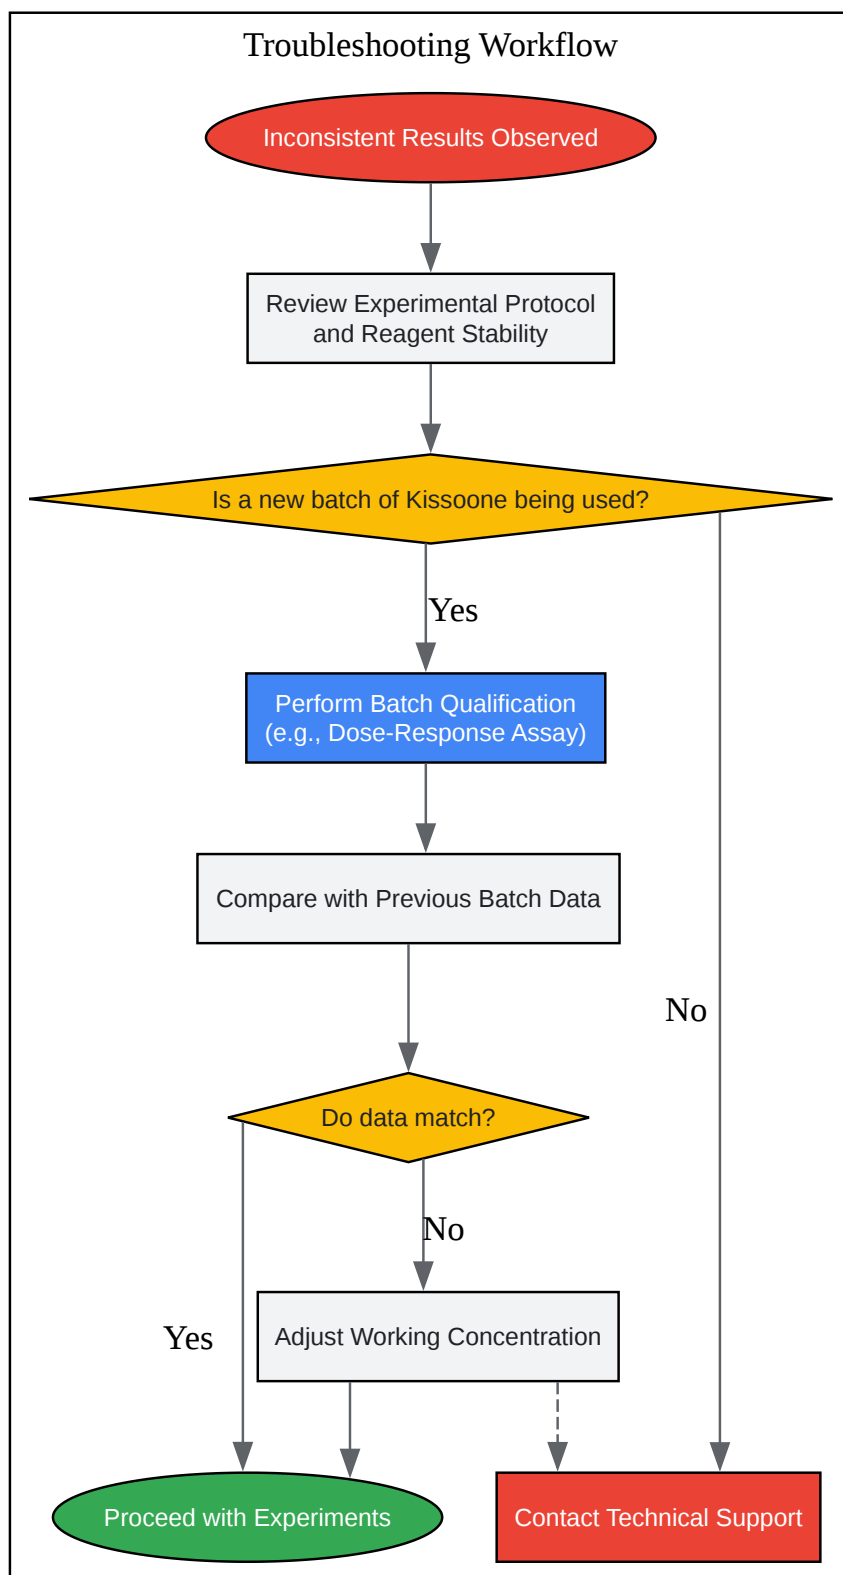 Troubleshooting Workflow
Inconsistent Results Observed
Review Experimental Protocol
and Reagent Stability
Is a new batch of Kissoone being used?
Yes
Perform Batch Qualification
(e.g., Dose-Response Assay)
Compare with Previous Batch Data
No
Do data match?
No
Yes
Adjust Working Concentration
Proceed with Experiments
Contact Technical Support